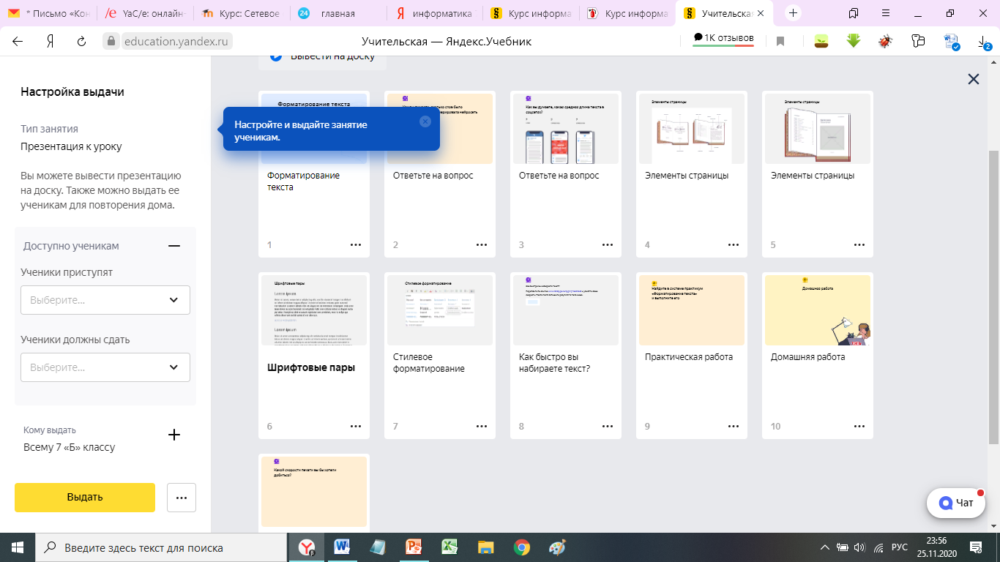 * Письмо «Кон
YaC/e: онлайн-
Курс: Сетевое
главная
информатика
Курс информа
Курс информа
Учительская
education.yandex.ru
Учительская — Яндекс.Учебник
1К отзывов
Вывести на доску
Настройка выдачи
Тип занятия
Презентация к уроку
Вы можете вывести презентацию
на доску. Также можно выдать ее
ученикам для повторения дома.
Доступно ученикам
Ученики приступят
Выберите...
Ученики должны сдать
Выберите...
Кому выдать
Всему 7 «Б» классу
Выдать
Настройте и выдайте занятие
ученикам.
Форматирование текста
Форматирование
текста
1
Ответьте на вопрос
2
Как вы думаете, какая средняя длина текста в
соцсетях?
Ответьте на вопрос
3
Элементы страницы
Элементы страницы
4
Элементы страницы
Элементы страницы
5
Шрифтовые пары
Lorem ipsum
Lorem ipsum
Шрифтовые пары
6
Стилевое форматирование
Стилевое
форматирование
7
Как быстро вы
набираете текст?
8
Найдите в системе практикум
«Форматирование текста»
и выполните его
Практическая работа
9
Домашняя работа
Домашняя работа
10
Какой скорости печати вы бы хотели
добиться?
Чат
Введите здесь текст для поиска
РУС
23:56
25.11.2020